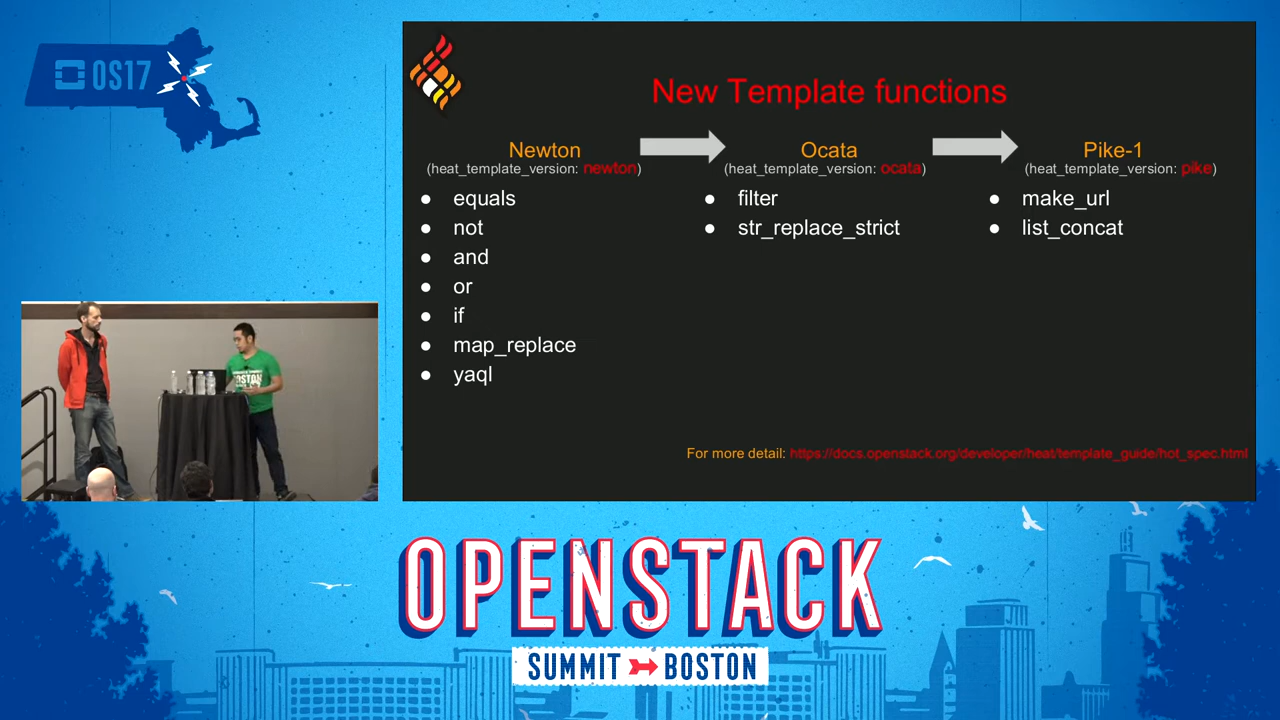 OS17
New Template functions
Newton
(heat_template_version: newton)
● equals
● not
● and
● or
● if
● map_replace
● yaql
Ocata
(heat_template_version: ocata)
● filter
● str_replace_strict
Pike-1
(heat_template_version: pike)
● make_url
● list_concat
For more detail: https://docs.openstack.org/developer/heat/template_guide/hot_spec.html
BOSTON
OPENSTACK
SUMMIT BOSTON